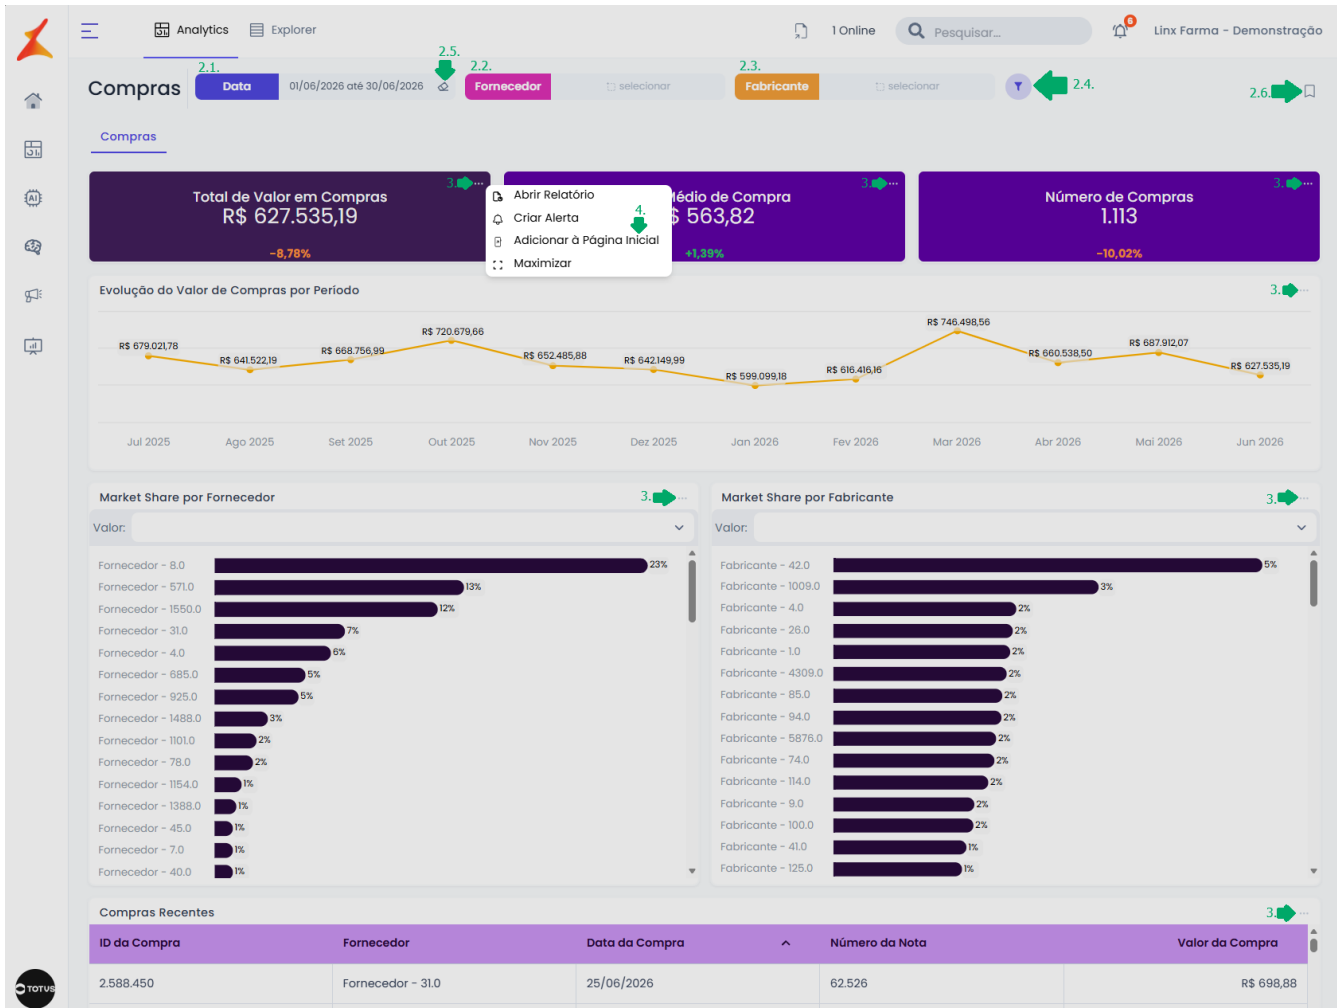 Analytics
Explorer
1 Online
Pesquisar...
6
Linx Farma - Demonstração
2.1.
2.5.
2.2.
2.3.
Compras
Data
01/06/2026 até 30/06/2026
Fornecedor
selecionar
Fabricante
selecionar
2.4.
2.6.
Compras
3.
Total de Valor em Compras
R$ 627.535,19
-8,78%
Abrir Relatório
Criar Alerta
4.
Adicionar à Página Inicial
Maximizar
3.
Médio de Compra
$ 563,82
+1,39%
3.
Número de Compras
1.113
-10,02%
Evolução do Valor de Compras por Período
3.
R$ 679.021,78
R$ 641.522,19
R$ 668.756,99
R$ 720.679,66
R$ 652.485,88
R$ 642.149,99
R$ 599.099,18
R$ 616.416,16
R$ 746.498,56
R$ 660.538,50
R$ 687.912,07
R$ 627.535,19
Jul 2025
Ago 2025
Set 2025
Out 2025
Nov 2025
Dez 2025
Jan 2026
Fev 2026
Mar 2026
Abr 2026
Mai 2026
Jun 2026
Market Share por Fornecedor
3.
Valor:
Fornecedor - 8.0 23%
Fornecedor - 571.0 13%
Fornecedor - 1550.0 12%
Fornecedor - 31.0 7%
Fornecedor - 4.0 6%
Fornecedor - 685.0 5%
Fornecedor - 925.0 5%
Fornecedor - 1488.0 3%
Fornecedor - 1101.0 2%
Fornecedor - 78.0 2%
Fornecedor - 1154.0 1%
Fornecedor - 1388.0 1%
Fornecedor - 45.0 1%
Fornecedor - 7.0 1%
Fornecedor - 40.0 1%
Market Share por Fabricante
3.
Valor:
Fabricante - 42.0 5%
Fabricante - 1009.0 3%
Fabricante - 4.0 2%
Fabricante - 26.0 2%
Fabricante - 1.0 2%
Fabricante - 4309.0 2%
Fabricante - 85.0 2%
Fabricante - 94.0 2%
Fabricante - 5876.0 2%
Fabricante - 74.0 2%
Fabricante - 114.0 2%
Fabricante - 9.0 2%
Fabricante - 100.0 2%
Fabricante - 41.0 1%
Fabricante - 125.0 1%
Compras Recentes
3.
ID da Compra Fornecedor Data da Compra Número da Nota Valor da Compra
2.588.450 Fornecedor - 31.0 25/06/2026 62.526 R$ 698,88
AI
TOTVS